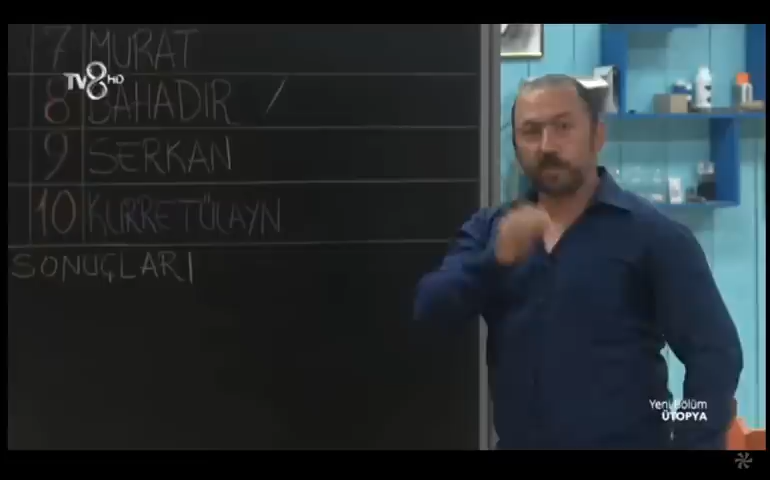 7 MURAT
TV8 HD
8 BAHADIR /
9 SERKAN
10 KURRETÜLAYN
SONUÇLARI
Yeni Bölüm
ÜTOPYA